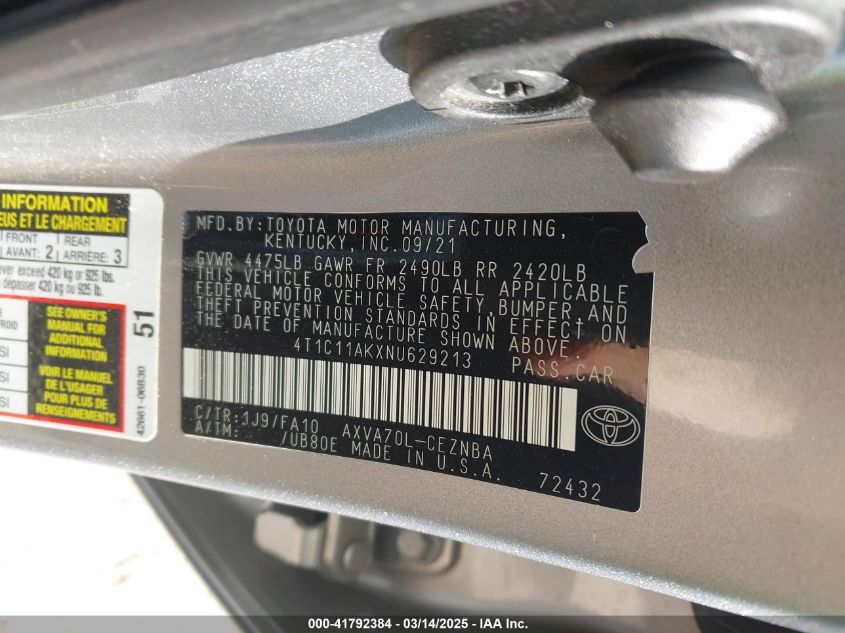 INFORMATION
EUS ET LE CHARGEMENT
FRONT
AVANT: 2
REAR
ARRIÈRE: 3
ever exceed 420 kg or 925 lbs.
dépasser 420 kg ou 925 lb.
SEE OWNER'S
MANUAL FOR
ADDITIONAL
INFORMATION
VOIR LE MANUEL
DE L'USAGER
POUR PLUS DE
RENSEIGNEMENTS
51
42661-06B30
MFD.BY:TOYOTA MOTOR MANUFACTURING,
KENTUCKY, INC. 09/21
GVWR 4475LB GAWR FR 2490LB RR 2420LB
THIS VEHICLE CONFORMS TO ALL APPLICABLE
FEDERAL MOTOR VEHICLE SAFETY, BUMPER, AND
THEFT PREVENTION STANDARDS IN EFFECT ON
THE DATE OF MANUFACTURE SHOWN ABOVE.
4T1C11AKXNU629213 PASS.CAR
C/TR:1J9/FA10 AXVA70L-CEZNBA
A/TM: /UB80E MADE IN U.S.A.
72432
000-41792384 / 03/14/2025 - IAA Inc.